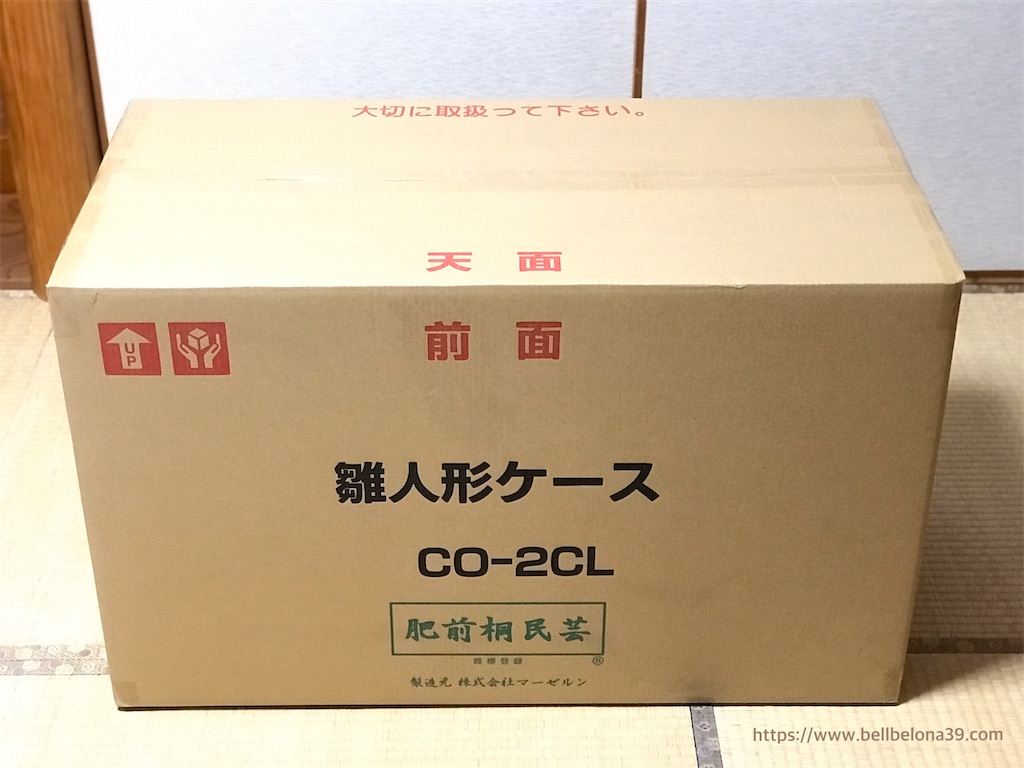 大切に取扱って下さい。
天面
UP
前面
雛人形ケース
CO-2CL
肥前桐民芸
商標登録 ®
製造元 株式会社マーゼルン
https://www.bellbelona39.com